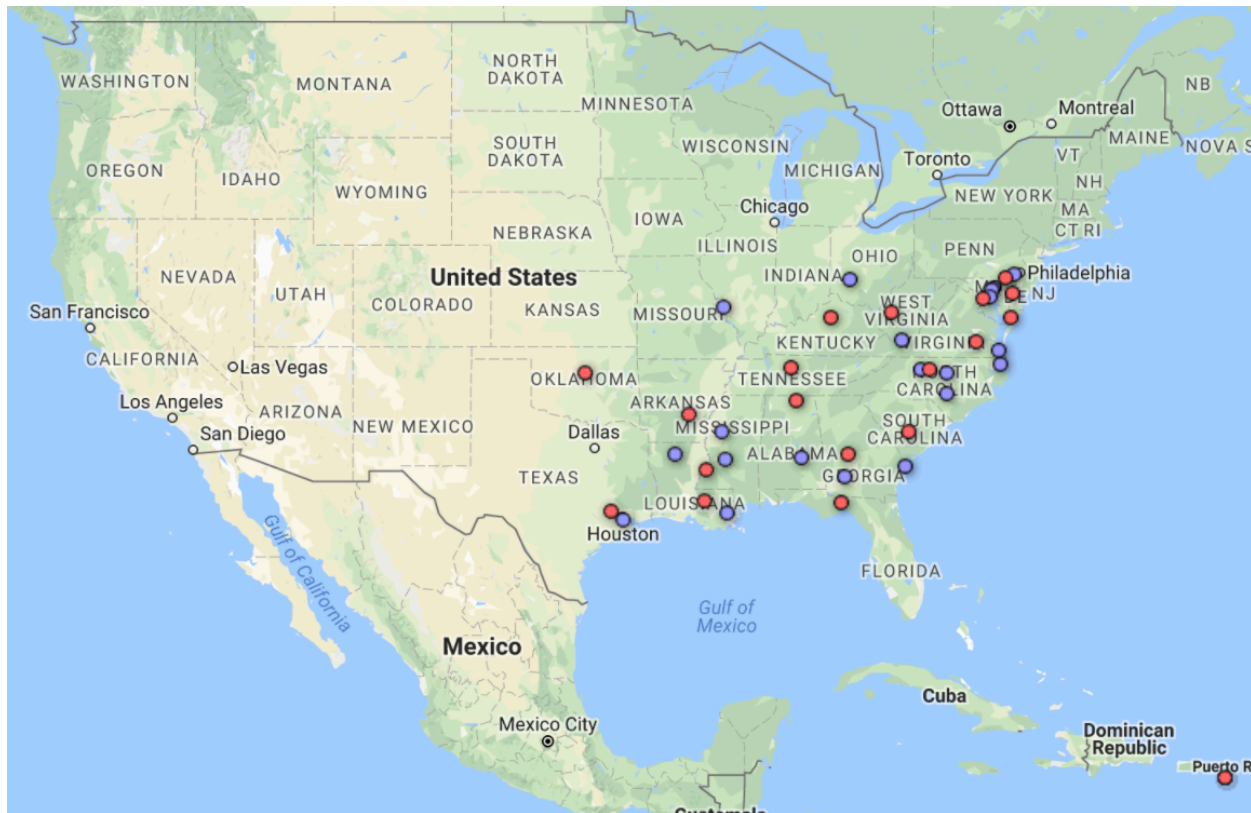 NORTH
DAKOTA
WASHINGTON
MONTANA
MINNESOTA
NB
Ottawa
Montreal
MAINE
VT
NOVA S
SOUTH
DAKOTA
WISCONSIN
MICHIGAN
Toronto
OREGON
IDAHO
WYOMING
NH
NEW YORK
MA
CT RI
IOWA
Chicago
NEBRASKA
ILLINOIS
INDIANA
OHIO
PENN
Philadelphia
NJ
DE
NEVADA
UTAH
COLORADO
United States
KANSAS
MISSOURI
WEST
VIRGINIA
San Francisco
CALIFORNIA
KENTUCKY
VIRGINI
Las Vegas
OKLAHOMA
TENNESSEE
NORTH
CAROLINA
Los Angeles
ARIZONA
NEW MEXICO
ARKANSAS
MISSISSIPPI
SOUTH
CAROLINA
San Diego
Dallas
ALABAMA
GEORGIA
TEXAS
LOUISIANA
Houston
FLORIDA
Gulf of California
Gulf of
Mexico
Mexico
Cuba
Mexico City
Dominican
Republic
Puerto R